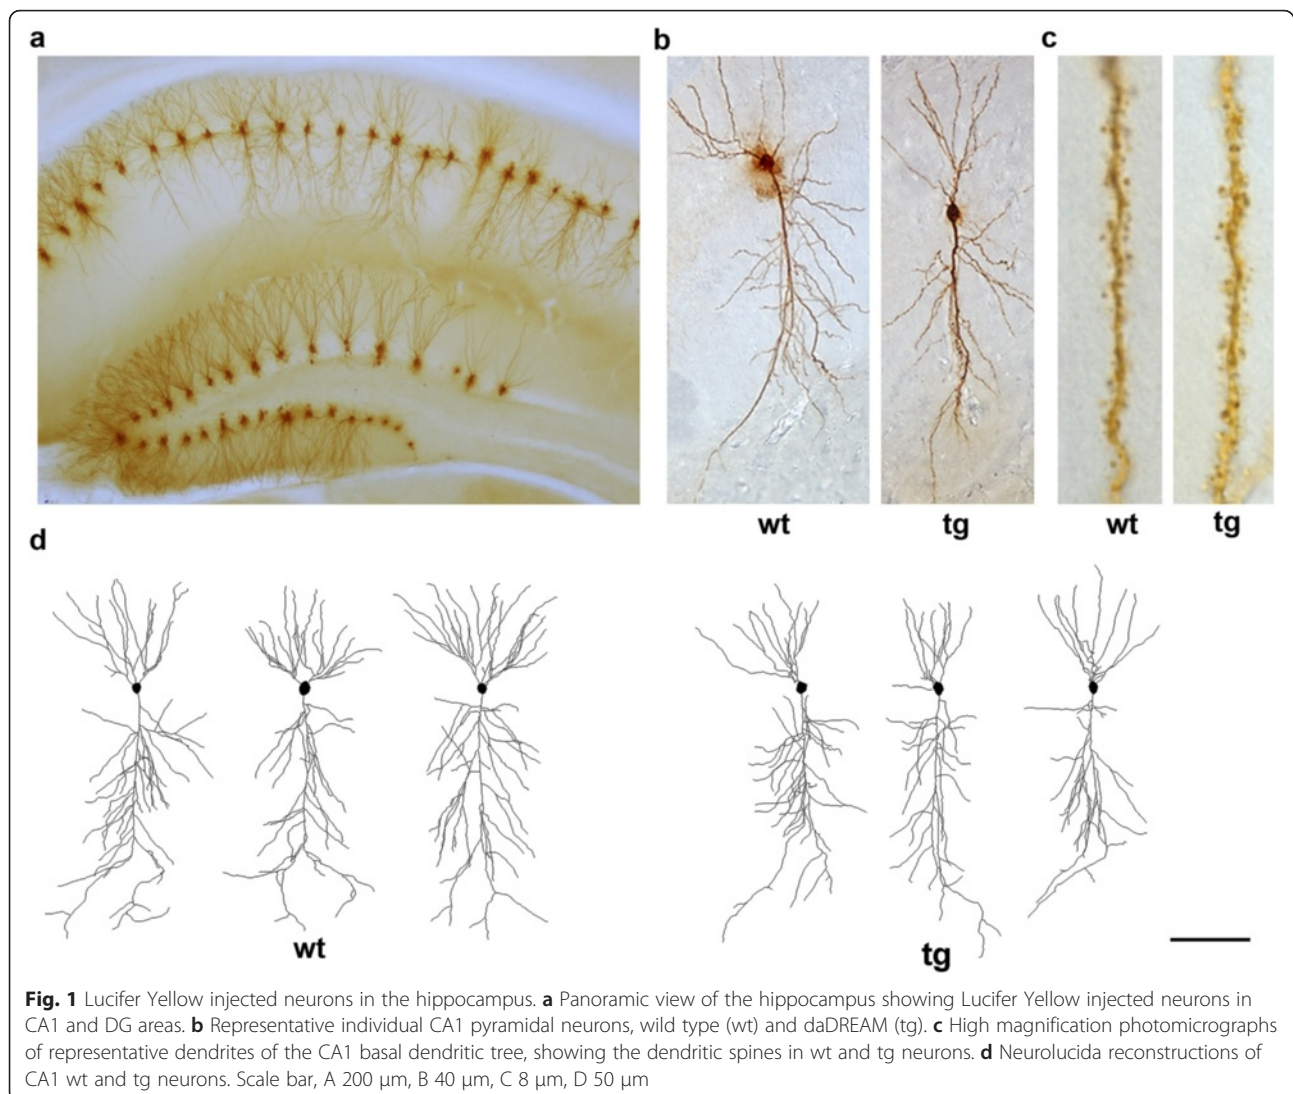 a
b
c
wt
tg
wt
tg
d
wt
tg
Fig. 1 Lucifer Yellow injected neurons in the hippocampus. a Panoramic view of the hippocampus showing Lucifer Yellow injected neurons in
CA1 and DG areas. b Representative individual CA1 pyramidal neurons, wild type (wt) and daDREAM (tg). c High magnification photomicrographs
of representative dendrites of the CA1 basal dendritic tree, showing the dendritic spines in wt and tg neurons. d Neurolucida reconstructions of
CA1 wt and tg neurons. Scale bar, A 200 μm, B 40 μm, C 8 μm, D 50 μm